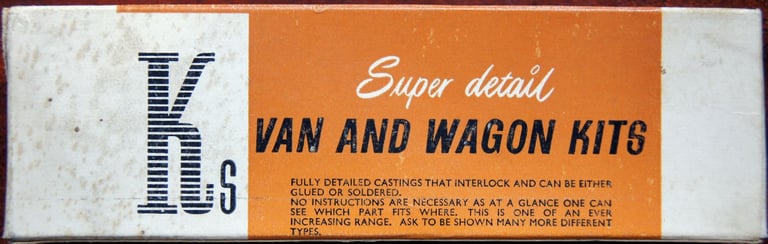 Ks
Super detail
VAN AND WAGON KITS
FULLY DETAILED CASTINGS THAT INTERLOCK AND CAN BE EITHER
GLUED OR SOLDERED.
NO INSTRUCTIONS ARE NECESSARY AS AT A GLANCE ONE CAN
SEE WHICH PART FITS WHERE. THIS IS ONE OF AN EVER
INCREASING RANGE. ASK TO BE SHOWN MANY MORE DIFFERENT
TYPES.